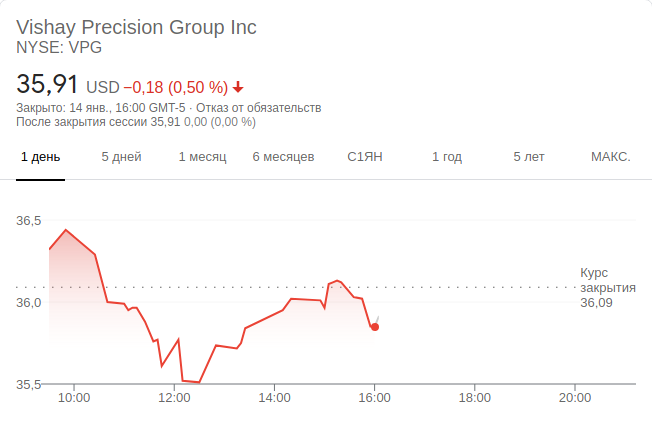 Vishay Precision Group Inc
NYSE: VPG
35,91 USD −0,18 (0,50 %)
Закрыто: 14 янв., 16:00 GMT-5 · Отказ от обязательств
После закрытия сессии 35,91 0,00 (0,00 %)
1 день 5 дней 1 месяц 6 месяцев С1ЯН 1 год 5 лет МАКС.
36,5
Курс
закрытия
36,0 36,09
35,5
10:00 12:00 14:00 16:00 18:00 20:00